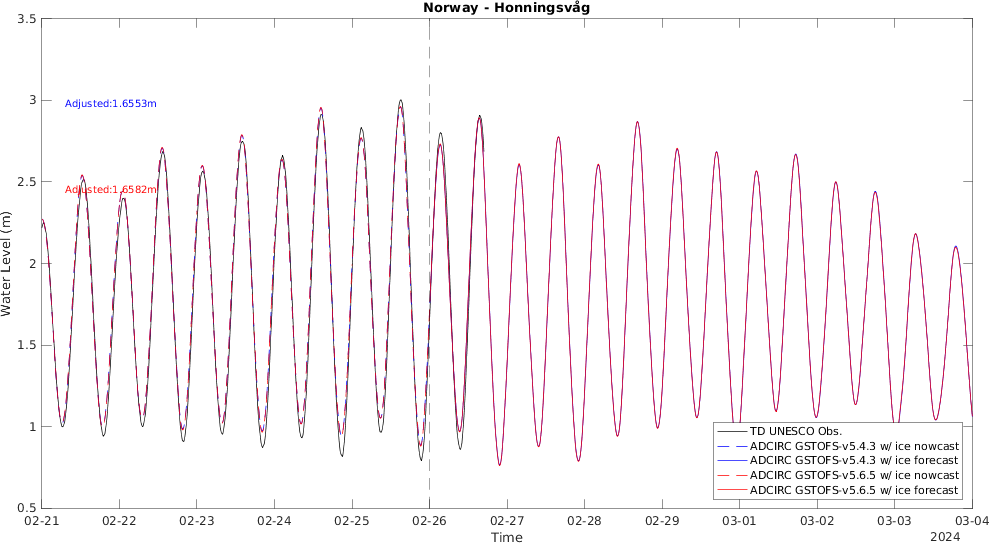 Norway - Honningsvåg
3.5
3
2.5
2
1.5
1
0.5
Water Level (m)
Adjusted:1.6553m
Adjusted:1.6582m
TD UNESCO Obs.
ADCIRC GSTOFS-v5.4.3 w/ ice nowcast
ADCIRC GSTOFS-v5.4.3 w/ ice forecast
ADCIRC GSTOFS-v5.6.5 w/ ice nowcast
ADCIRC GSTOFS-v5.6.5 w/ ice forecast
02-21 02-22 02-23 02-24 02-25 02-26 02-27 02-28 02-29 03-01 03-02 03-03 03-04
Time
2024